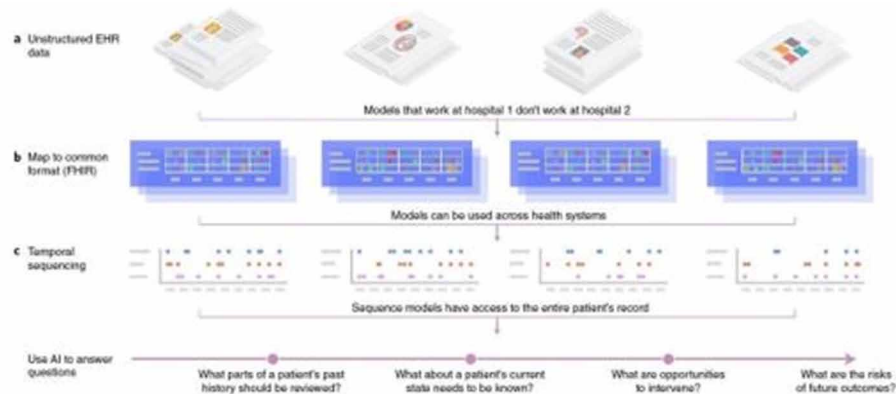 a Unstructured EHR
data
Models that work at hospital 1 don't work at hospital 2
b Map to common
format (FHIR)
Models can be used across health systems
c Temporal
sequencing
Sequence models have access to the entire patient's record
Use AI to answer
questions
What parts of a patient's past
history should be reviewed?
What about a patient's current
state needs to be known?
What are opportunities
to intervene?
What are the risks
of future outcomes?